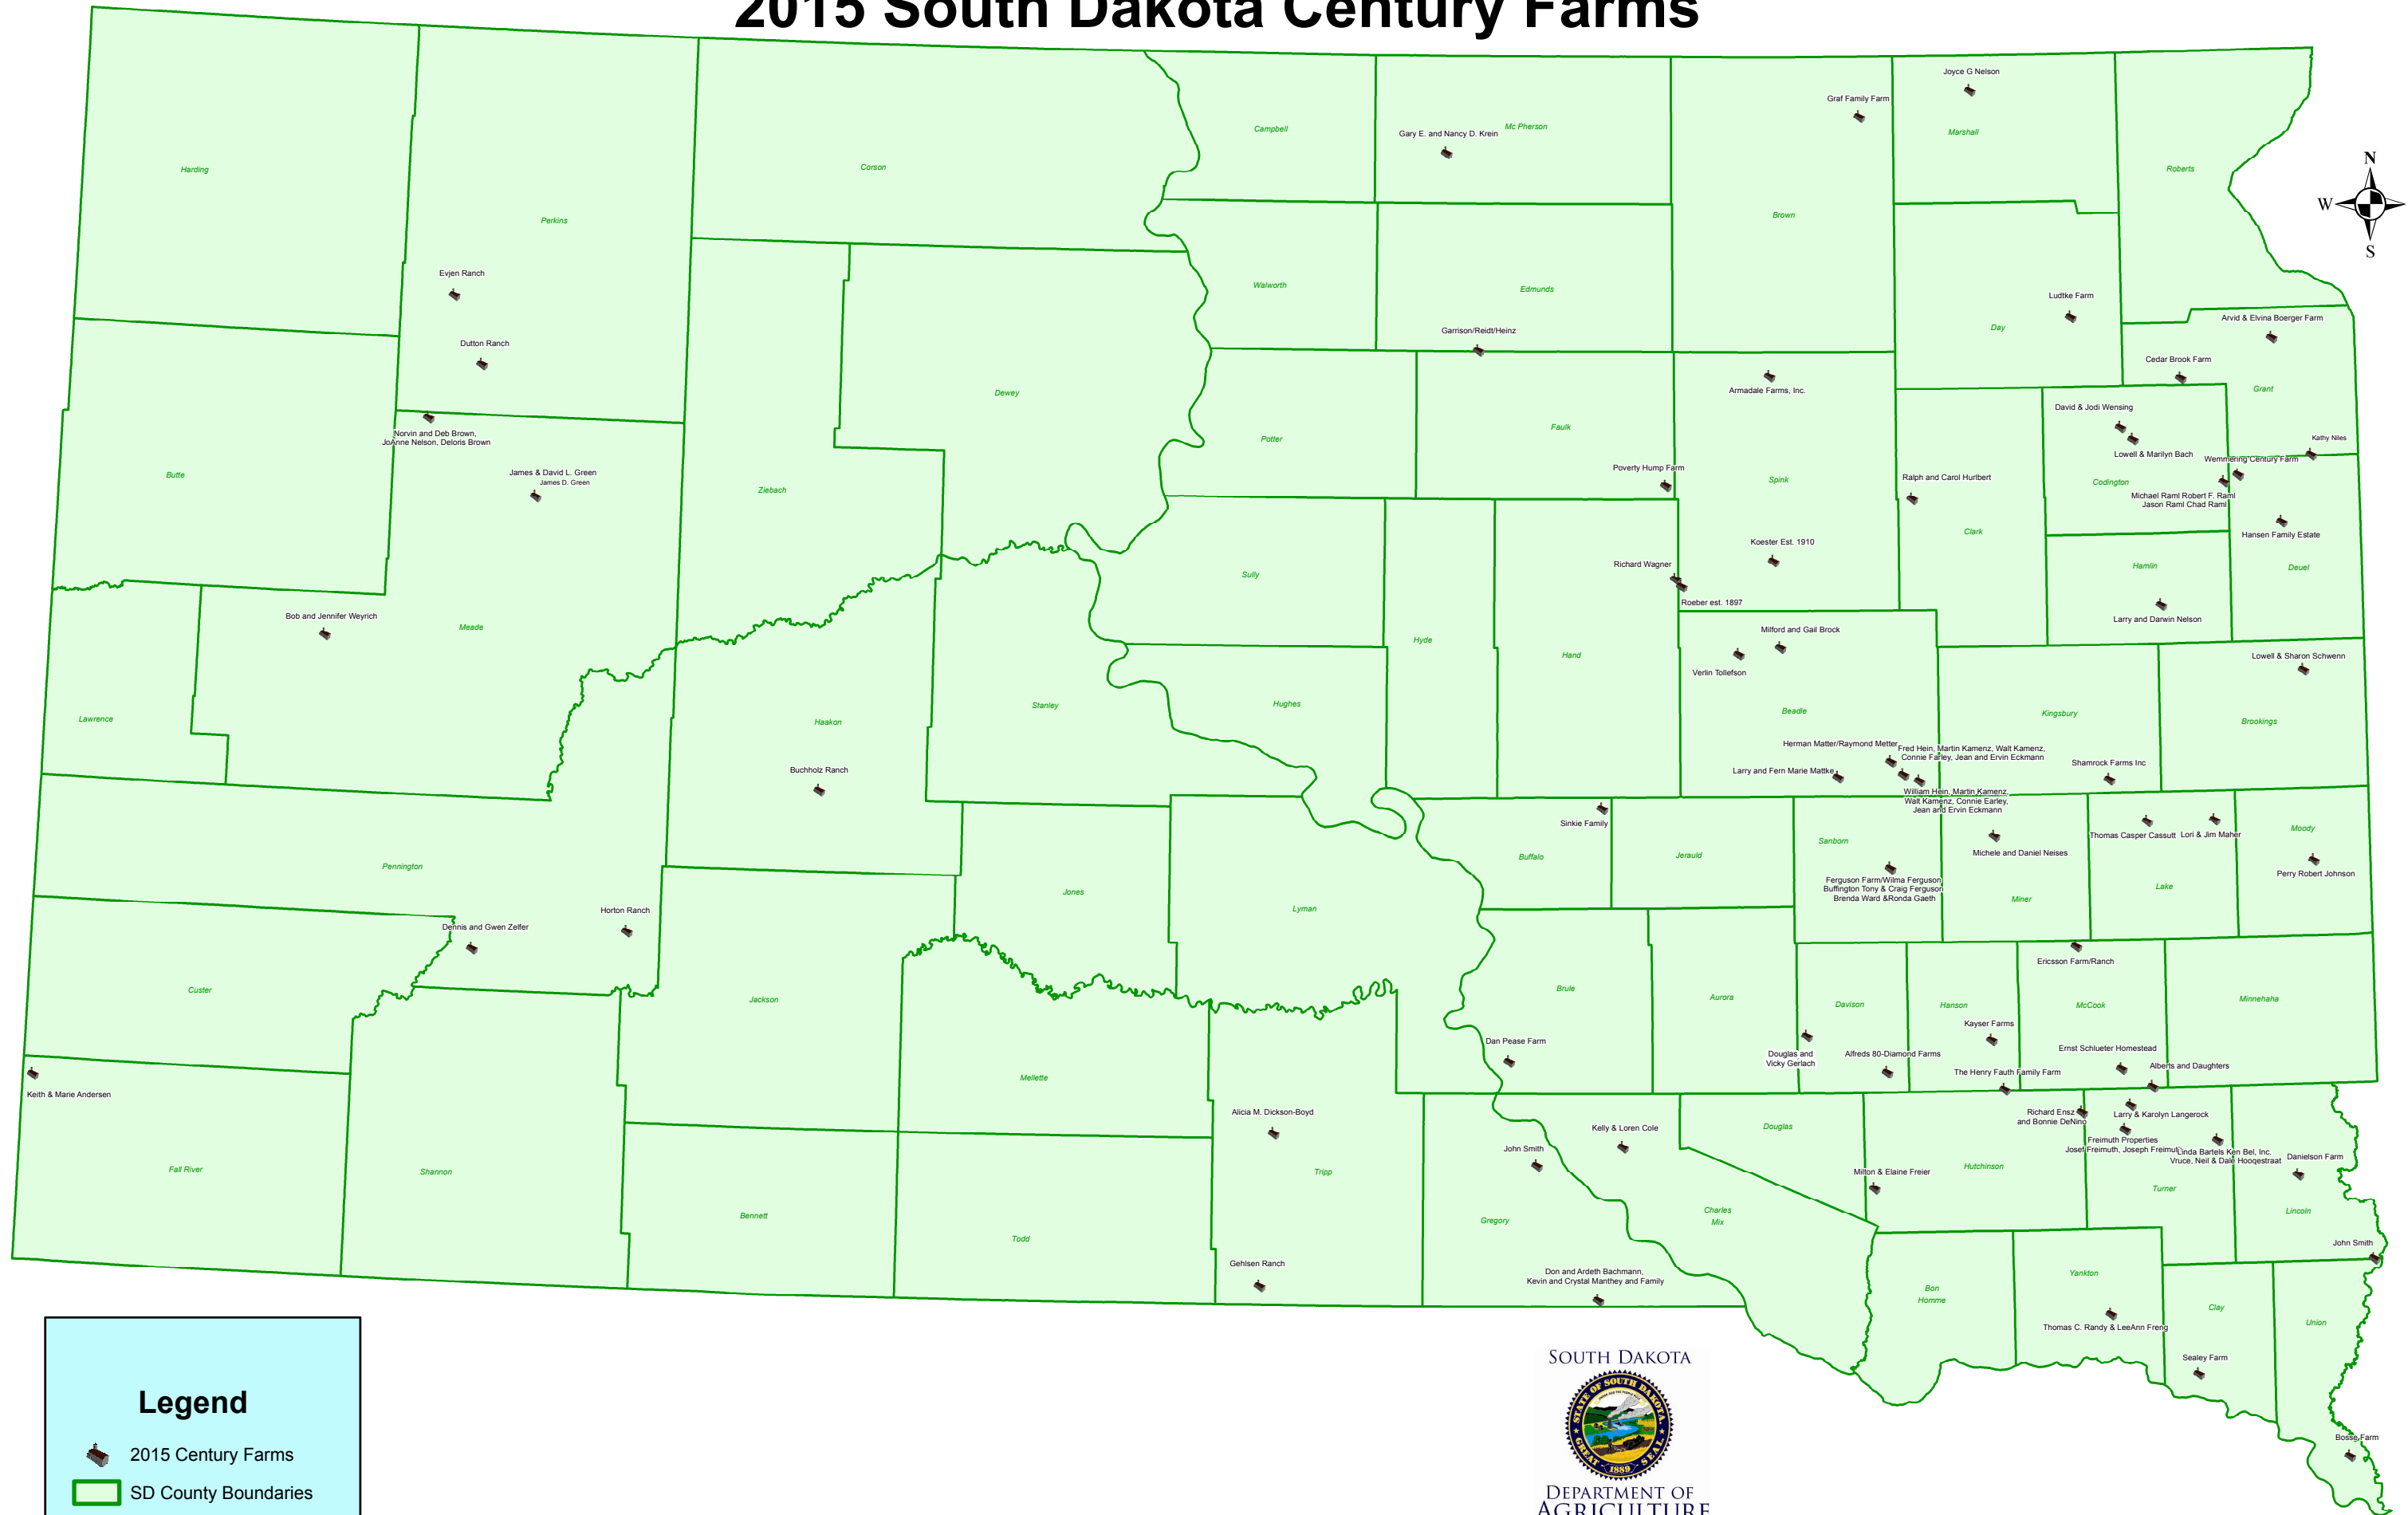 2015 South Dakota Century Farms
Joyce G Nelson
Graf Family Farm
Campbell
Gary E. and Nancy D. Krein
Mc Pherson
Marshall
N
Harding
Corson
Roberts
W
Perkins
Brown
S
Evjen Ranch
Walworth
Edmunds
Ludtke Farm
Day
Arvid & Elvina Boerger Farm
Garrison/Reidt/Heinz
Dutton Ranch
Cedar Brook Farm
Dewey
Armadale Farms, Inc.
Grant
David & Jodi Wensing
Norvin and Deb Brown,
JoAnne Nelson, Deloris Brown
Potter
Faulk
Kathy Niles
Lowell & Marilyn Bach
Wemmering Century Farm
Butte
James & David L. Green
James D. Green
Ziebach
Poverty Hump Farm
Spink
Ralph and Carol Hurlbert
Codington
Michael Raml Robert F. Raml
Jason Raml Chad Raml
Clark
Hansen Family Estate
Koester Est. 1910
Richard Wagner
Sully
Hamlin
Deuel
Roeber est. 1897
Bob and Jennifer Weyrich
Meade
Larry and Darwin Nelson
Milford and Gail Brock
Hyde
Hand
Lowell & Sharon Schwenn
Verlin Tollefson
Lawrence
Haakon
Stanley
Hughes
Beadle
Kingsbury
Brookings
Herman Matter/Raymond Metter
Fred Hein, Martin Kamenz, Walt Kamenz,
Connie Farley, Jean and Ervin Eckmann
Buchholz Ranch
Larry and Fern Marie Mattke
Shamrock Farms Inc
William Hein, Martin Kamenz,
Walt Kamenz, Connie Earley,
Jean and Ervin Eckmann
Sinkie Family
Thomas Casper Cassutt
Lori & Jim Maher
Moody
Sanborn
Buffalo
Jerauld
Michele and Daniel Neises
Pennington
Perry Robert Johnson
Ferguson Farm/Wilma Ferguson
Buffington Tony & Craig Ferguson
Brenda Ward &Ronda Gaeth
Lake
Miner
Jones
Lyman
Horton Ranch
Dennis and Gwen Zelfer
Ericsson Farm/Ranch
Custer
Jackson
Brule
Aurora
Davison
Hanson
McCook
Minnehaha
Kayser Farms
Dan Pease Farm
Douglas and
Vicky Gerlach
Alfreds 80-Diamond Farms
Ernst Schlueter Homestead
Alberts and Daughters
The Henry Fauth Family Farm
Mellette
Keith & Marie Andersen
Alicia M. Dickson-Boyd
Kelly & Loren Cole
Douglas
Richard Ensz
and Bonnie DeNino
Larry & Karolyn Langerock
Freimuth Properties
Josef Freimuth, Joseph Freimuth
Linda Bartels Ken Bel, Inc.
Vruce, Neil & Dale Hoogestraat
Danielson Farm
John Smith
Fall River
Shannon
Tripp
Milton & Elaine Freier
Hutchinson
Turner
Bennett
Todd
Gregory
Charles
Mix
Lincoln
John Smith
Gehlsen Ranch
Don and Ardeth Bachmann,
Kevin and Crystal Manthey and Family
Bon
Homme
Yankton
Clay
Union
Thomas C. Randy & LeeAnn Freng
Sealey Farm
Bosse Farm
Legend
2015 Century Farms
SD County Boundaries
SOUTH DAKOTA
STATE OF SOUTH DAKOTA
GREAT SEAL
1889
DEPARTMENT OF
AGRICULTURE